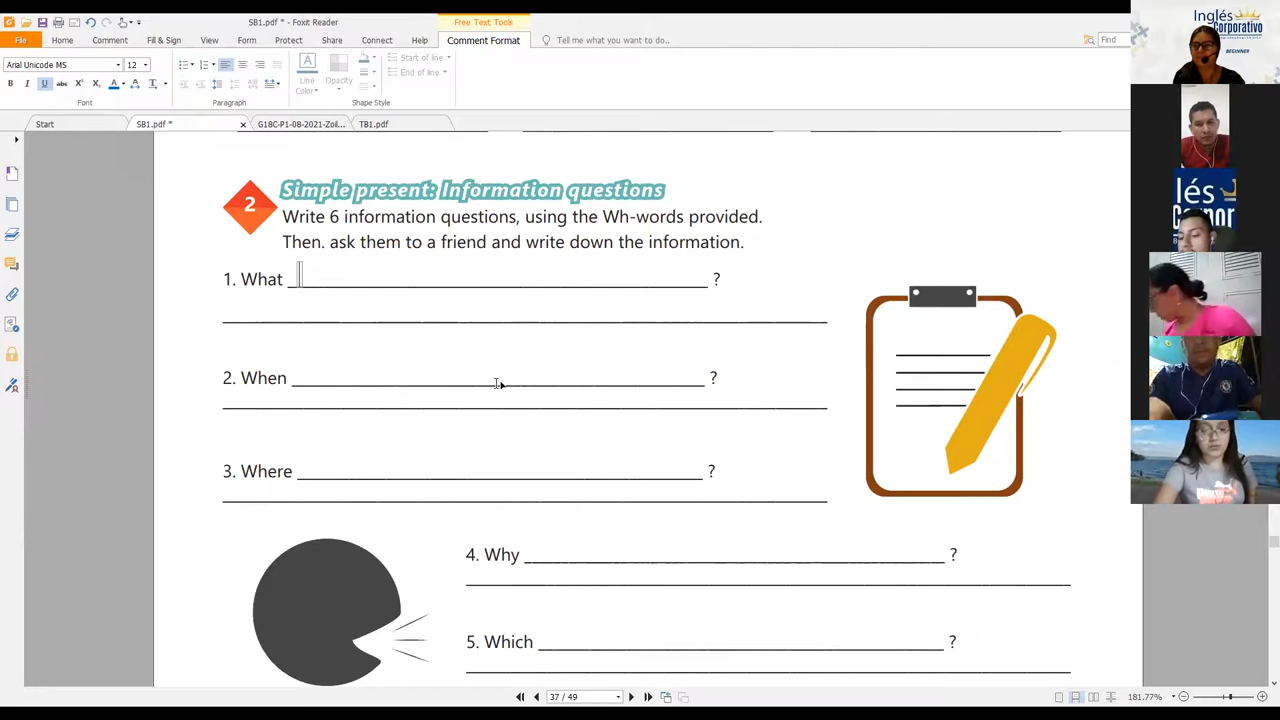 SB1.pdf * - Foxit Reader
Free Text Tools
File
Home
Comment
Fill & Sign
View
Form
Protect
Share
Connect
Help
Comment Format
Tell me what you want to do..
Find
Arial Unicode MS
12
Line Color
Opacity
Start of line
End of line
Font
Paragraph
Shape Style
Start
SB1.pdf *
G18C-P1-08-2021-Zoil...
TB1.pdf
2
Simple present: Information questions
Write 6 information questions, using the Wh-words provided.
Then. ask them to a friend and write down the information.
1. What ?
2. When ?
3. Where ?
4. Why ?
5. Which ?
37 / 49
181.77%
Inglés
Corporativo
BEGINNER